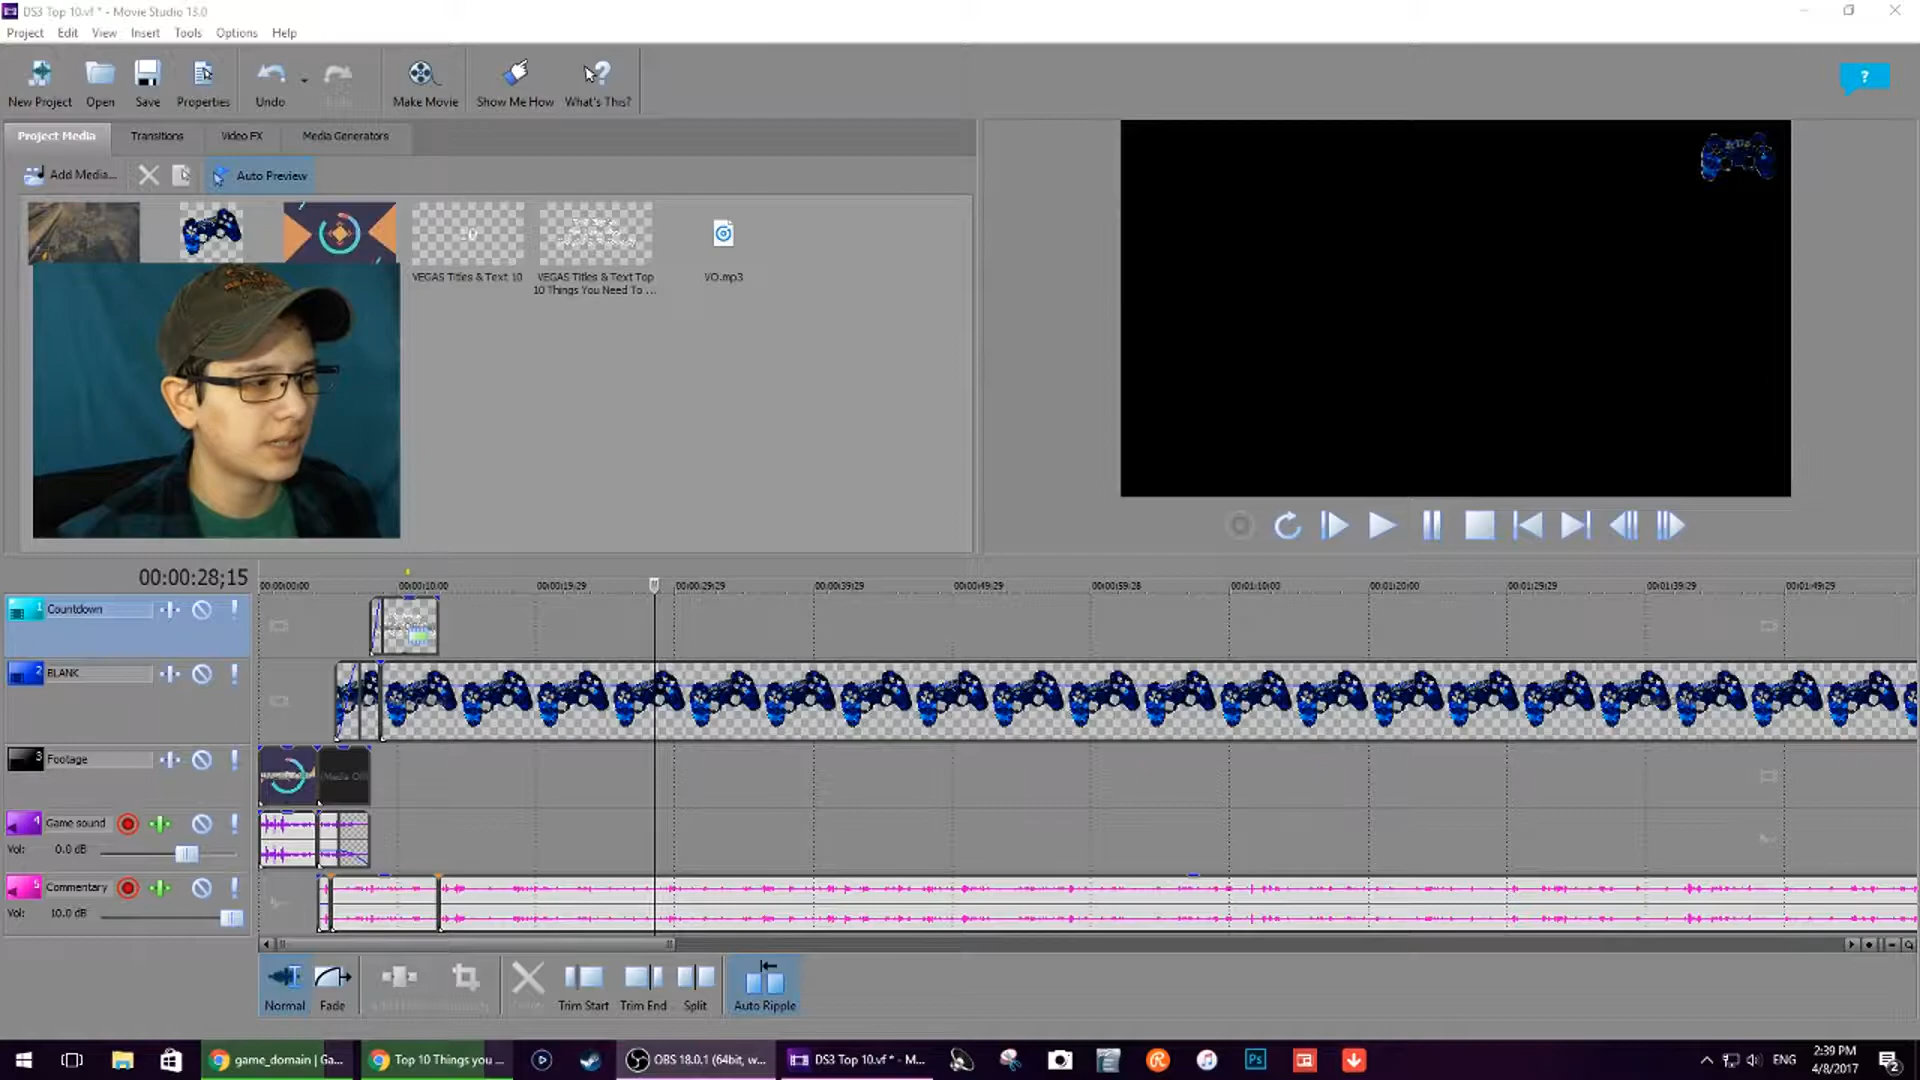 DS3 Top 10.vf * - Movie Studio 13.0
Project Edit View Insert Tools Options Help
New Project Open Save Properties Undo Make Movie Show Me How What's This?
?
Project Media Transitions Video FX Media Generators
Add Media... Auto Preview
VEGAS Titles & Text 10
VEGAS Titles & Text Top
10 Things You Need To ...
VO.mp3
00:00:28;15
00:00:00;00 00:00:10;00 00:00:19;29 00:00:29;29 00:00:39;29 00:00:49;29 00:00:59;28 00:01:10;00 00:01:20;00 00:01:29;29 00:01:39;29 00:01:49;29
1 Countdown
2 BLANK
3 Footage
4 Game sound
Vol: 0.0 dB
5 Commentary
Vol: 10.0 dB
Normal Fade Trim Start Trim End Split Auto Ripple
game_domain | Ga... Top 10 Things you ... OBS 18.0.1 (64bit, w... DS3 Top 10.vf * - M... Ps ENG 2:39 PM
4/8/2017
2